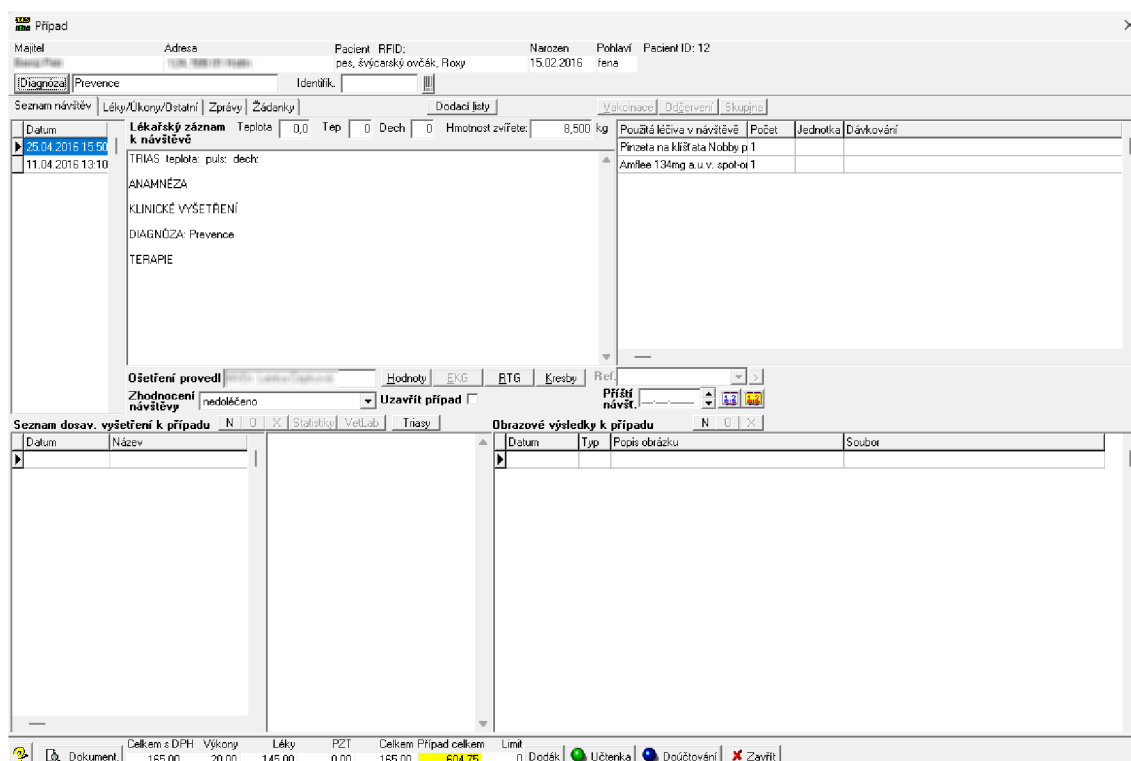 Případ
Majitel Adresa Pacient RFID: Narozen Pohlaví Pacient ID: 12
pes, švýcarský ovčák, Roxy 15.02.2016 fena
Diagnóza Prevence Identifik.
Seznam návštěv Léky/Úkony/Ostatní Zprávy Žádanky Dodací listy Vakcinace Odčervení Skupina
Datum Lékařský záznam k návštěvě Teplota 0,0 Tep 0 Dech 0 Hmotnost zvířete: 8,500 kg Použitá léčiva v návštěvě Počet Jednotka Dávkování
25.04.2016 15:50 Pinzeta na klíšťata Nobby p 1
11.04.2016 13:10 TRIAS teplota: puls: dech: Amflee 134mg a.u.v. spot-o 1
ANAMNÉZA
KLINICKÉ VYŠETŘENÍ
DIAGNÓZA: Prevence
TERAPIE
Ošetření provedl Hodnoty EKG RTG Kresby Ref.
Zhodnocení návštěvy nedoléčeno Uzavřít případ Příští návšt. __.__.____
Seznam dosav. vyšetření k případu N O X Statistiky VetLab Triasy Obrazové výsledky k případu N O X
Datum Název Datum Typ Popis obrázku Soubor
Celkem s DPH Výkony Léky PZT Celkem Případ celkem Limit
Dokument. 165,00 20,00 145,00 0,00 165,00 604,75 0 Dodák Účtenka Doúčtování Zavřít